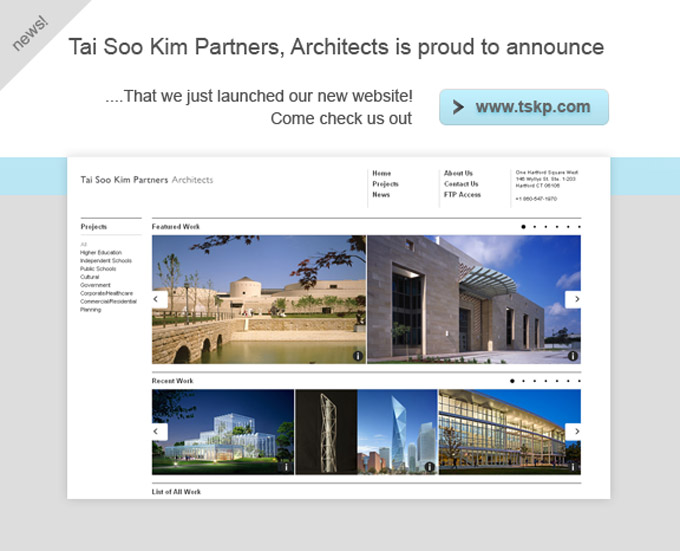 news!
Tai Soo Kim Partners, Architects is proud to announce
....That we just launched our new website!
Come check us out
www.tskp.com
Tai Soo Kim Partners Architects
Home
Projects
News
About Us
Contact Us
FTP Access
One Hartford Square West
146 Wyllys St. Ste. 1-203
Hartford CT 06106
+1 860-547-1970
Projects
All
Higher Education
Independent Schools
Public Schools
Cultural
Government
Corporate/Healthcare
Commercial/Residential
Planning
Featured Work
Recent Work
List of All Work